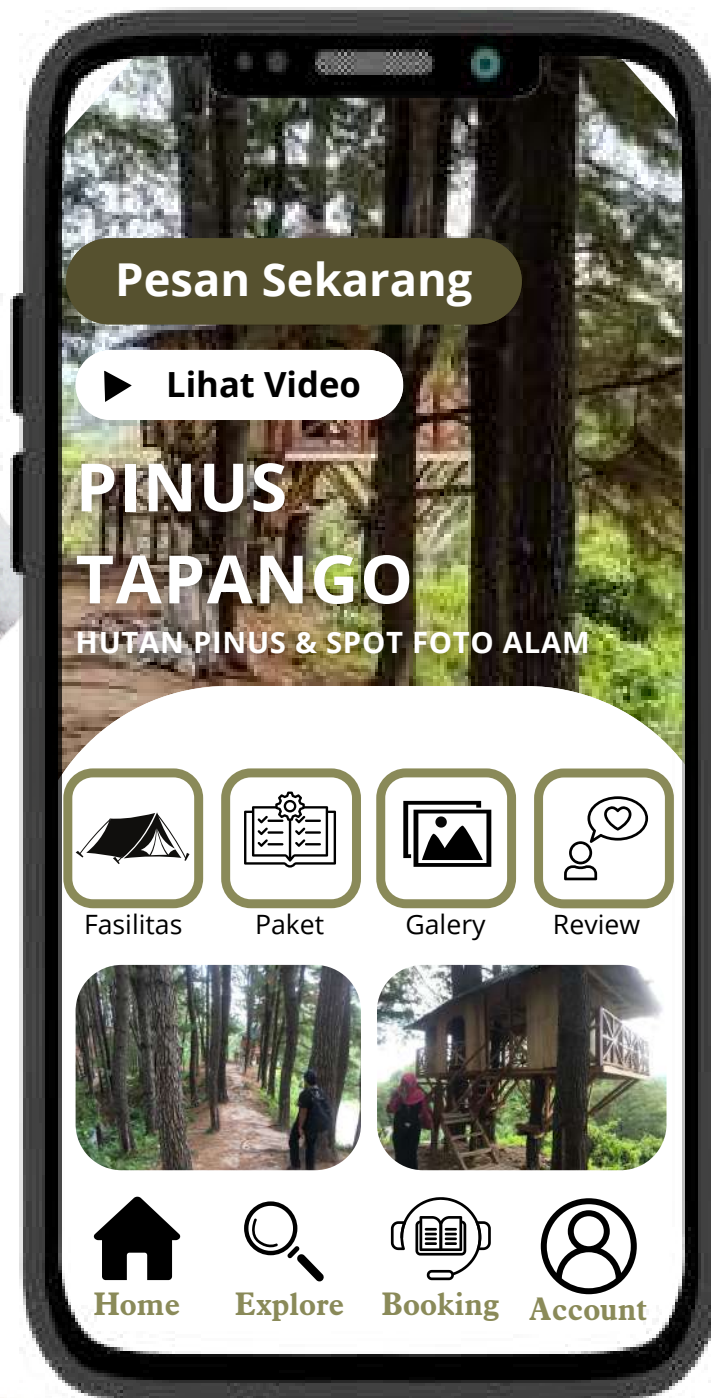 Pesan Sekarang
Lihat Video
PINUS
TAPANGO
HUTAN PINUS & SPOT FOTO ALAM
Fasilitas
Paket
Galery
Review
Home
Explore
Booking
Account